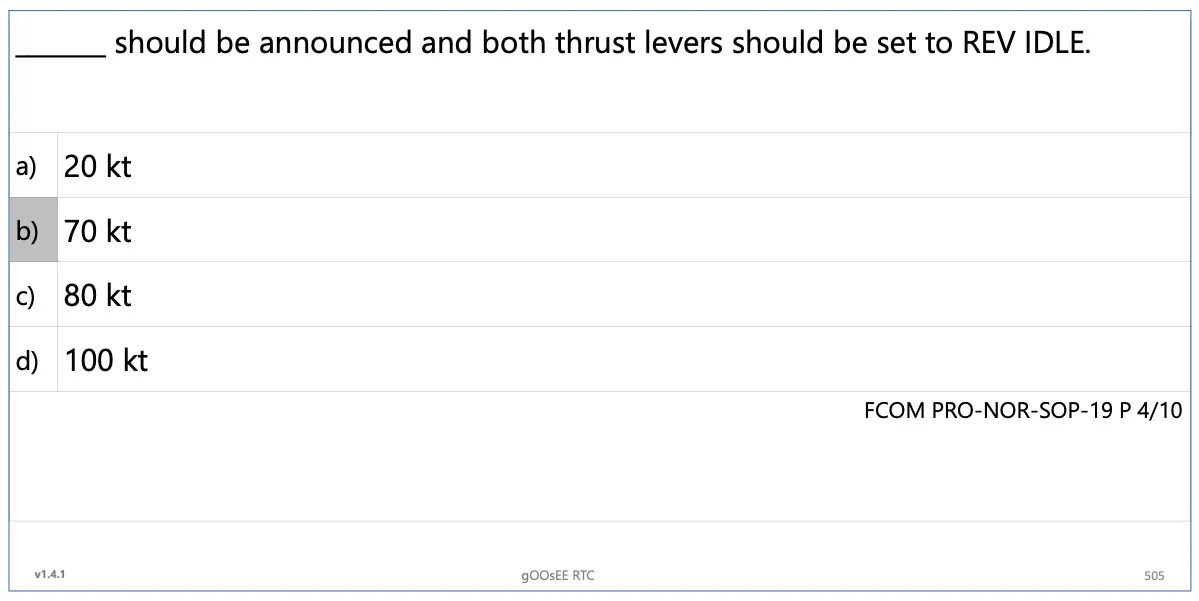 ______ should be announced and both thrust levers should be set to REV IDLE.
a) 20 kt
b) 70 kt
c) 80 kt
d) 100 kt
FCOM PRO-NOR-SOP-19 P 4/10
v1.4.1 gOOsEE RTC 505